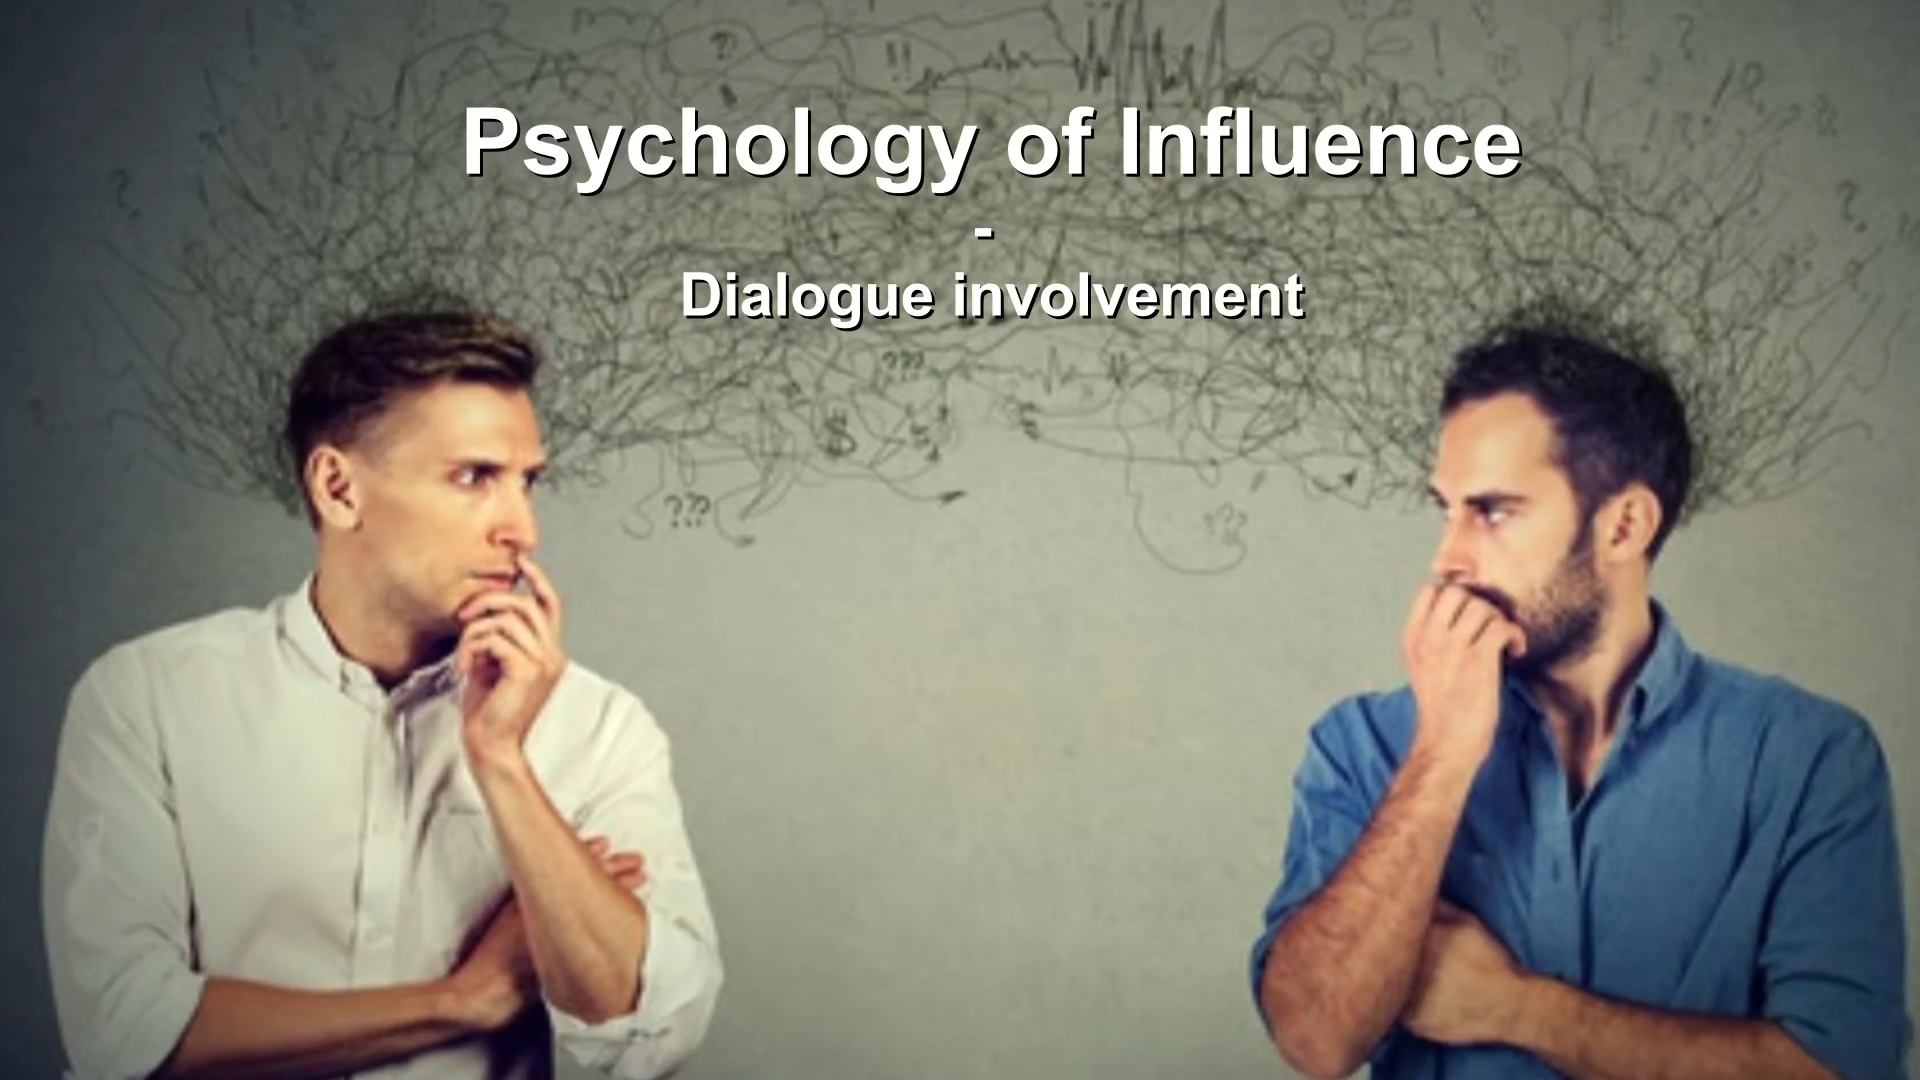 Psychology of Influence
-
Dialogue involvement
???
???
???